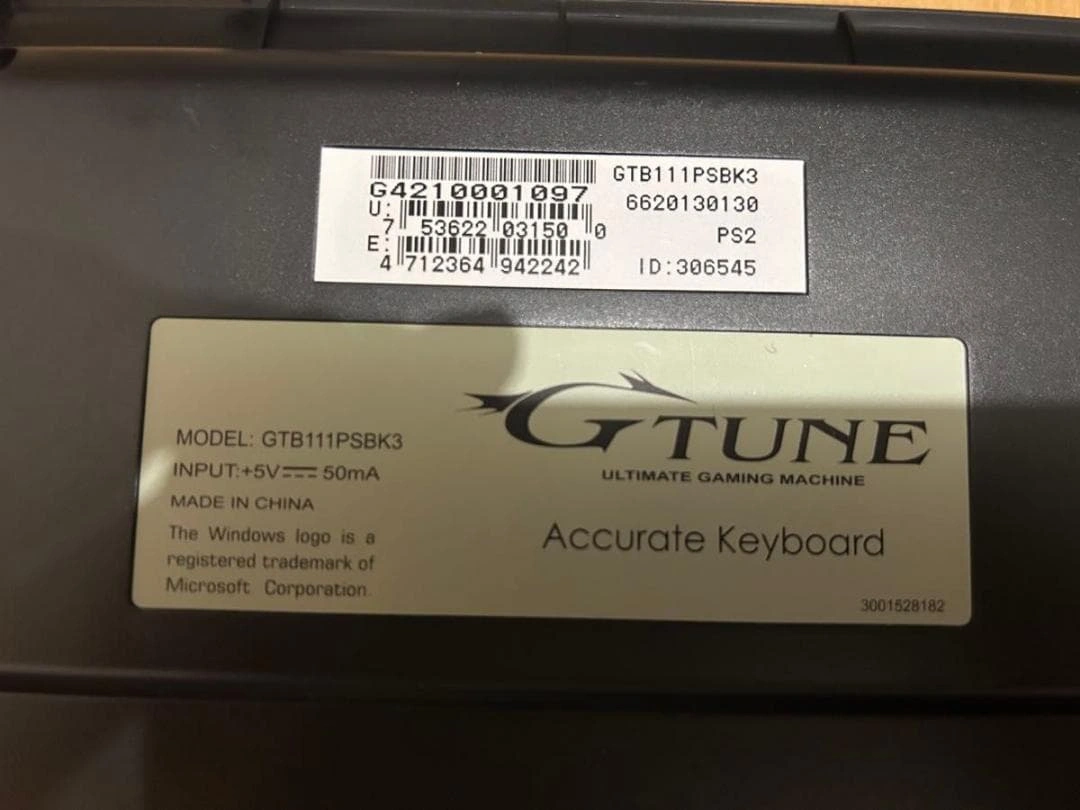 G4210001097
GTB111PSBK3
U:
7 53622 03150 0
6620130130
PS2
E:
4 712364 942242
ID:306545
GTUNE
ULTIMATE GAMING MACHINE
MODEL: GTB111PSBK3
INPUT:+5V⎓50mA
MADE IN CHINA
The Windows logo is a
registered trademark of
Microsoft Corporation.
Accurate Keyboard
3001528182